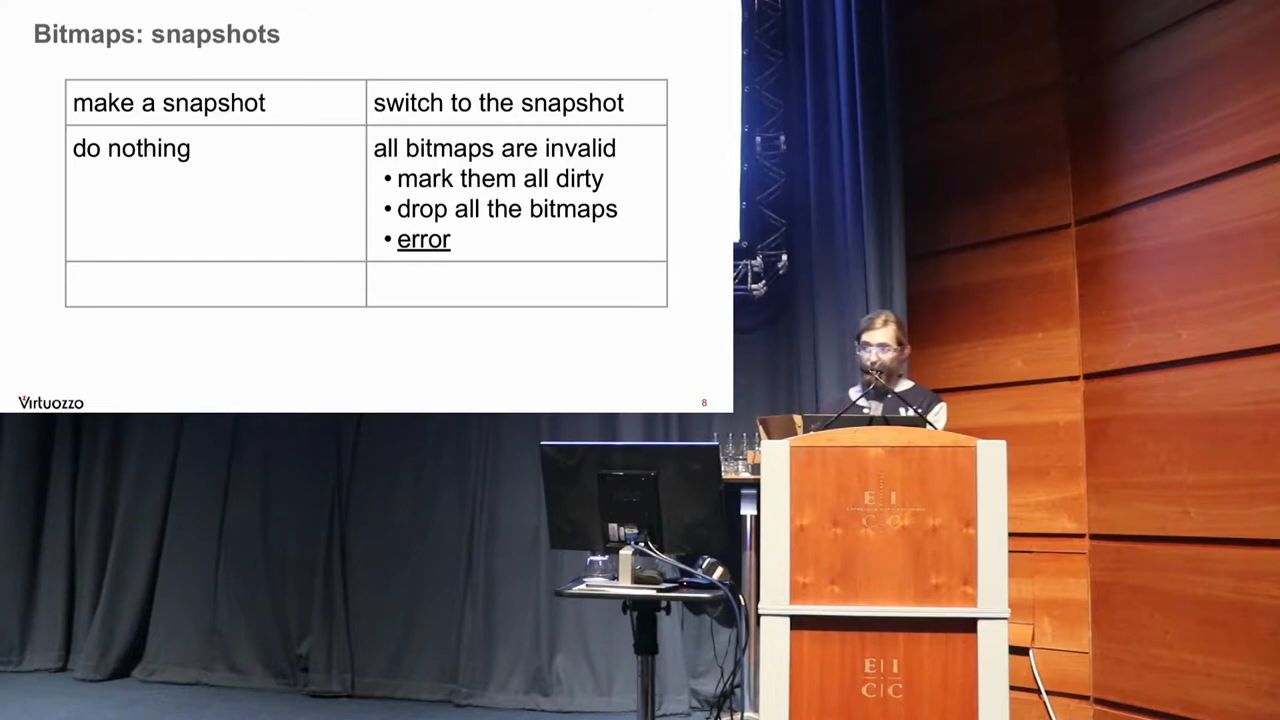 Bitmaps: snapshots
make a snapshot
switch to the snapshot
do nothing
all bitmaps are invalid
• mark them all dirty
• drop all the bitmaps
• error
Virtuozzo
8
E I
C C
E I
C C